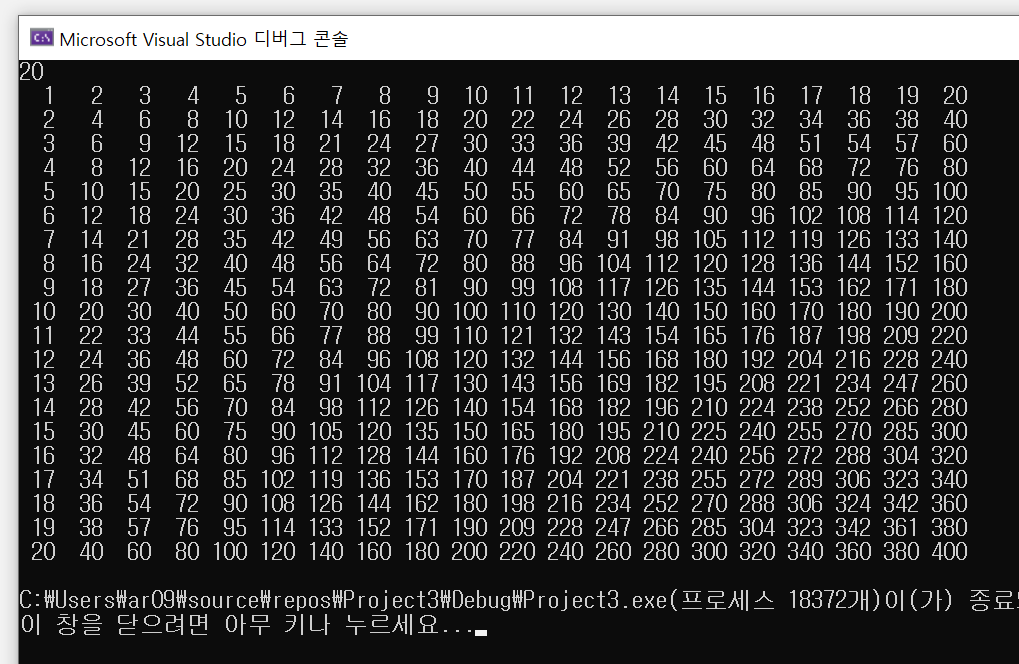 Microsoft Visual Studio 디버그 콘솔
20
1 2 3 4 5 6 7 8 9 10 11 12 13 14 15 16 17 18 19 20
2 4 6 8 10 12 14 16 18 20 22 24 26 28 30 32 34 36 38 40
3 6 9 12 15 18 21 24 27 30 33 36 39 42 45 48 51 54 57 60
4 8 12 16 20 24 28 32 36 40 44 48 52 56 60 64 68 72 76 80
5 10 15 20 25 30 35 40 45 50 55 60 65 70 75 80 85 90 95 100
6 12 18 24 30 36 42 48 54 60 66 72 78 84 90 96 102 108 114 120
7 14 21 28 35 42 49 56 63 70 77 84 91 98 105 112 119 126 133 140
8 16 24 32 40 48 56 64 72 80 88 96 104 112 120 128 136 144 152 160
9 18 27 36 45 54 63 72 81 90 99 108 117 126 135 144 153 162 171 180
10 20 30 40 50 60 70 80 90 100 110 120 130 140 150 160 170 180 190 200
11 22 33 44 55 66 77 88 99 110 121 132 143 154 165 176 187 198 209 220
12 24 36 48 60 72 84 96 108 120 132 144 156 168 180 192 204 216 228 240
13 26 39 52 65 78 91 104 117 130 143 156 169 182 195 208 221 234 247 260
14 28 42 56 70 84 98 112 126 140 154 168 182 196 210 224 238 252 266 280
15 30 45 60 75 90 105 120 135 150 165 180 195 210 225 240 255 270 285 300
16 32 48 64 80 96 112 128 144 160 176 192 208 224 240 256 272 288 304 320
17 34 51 68 85 102 119 136 153 170 187 204 221 238 255 272 289 306 323 340
18 36 54 72 90 108 126 144 162 180 198 216 234 252 270 288 306 324 342 360
19 38 57 76 95 114 133 152 171 190 209 228 247 266 285 304 323 342 361 380
20 40 60 80 100 120 140 160 180 200 220 240 260 280 300 320 340 360 380 400
C:₩Users₩ar09₩source₩repos₩Project3₩Debug₩Project3.exe(프로세스 18372개)이(가)
이 창을 닫으려면 아무 키나 누르세요...